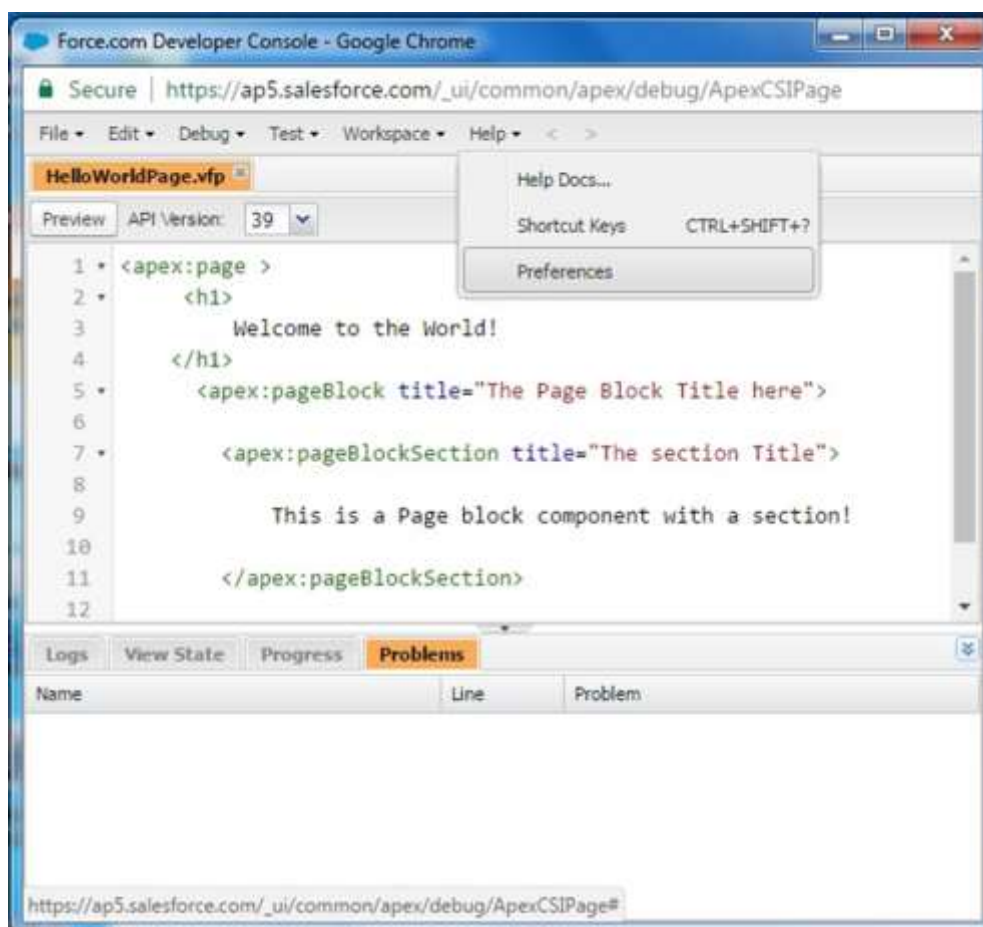 Force.com Developer Console - Google Chrome
Secure | https://ap5.salesforce.com/_ui/common/apex/debug/ApexCSIPage
File Edit Debug Test Workspace Help < >
HelloWorldPage.vfp
Help Docs...
Preview API Version: 39
Shortcut Keys CTRL+SHIFT+?
Preferences
1 <apex:page >
2 <h1>
3 Welcome to the World!
4 </h1>
5 <apex:pageBlock title="The Page Block Title here">
6
7 <apex:pageBlockSection title="The section Title">
8
9 This is a Page block component with a section!
10
11 </apex:pageBlockSection>
12
Logs View State Progress Problems
Name Line Problem
https://ap5.salesforce.com/_ui/common/apex/debug/ApexCSIPage#